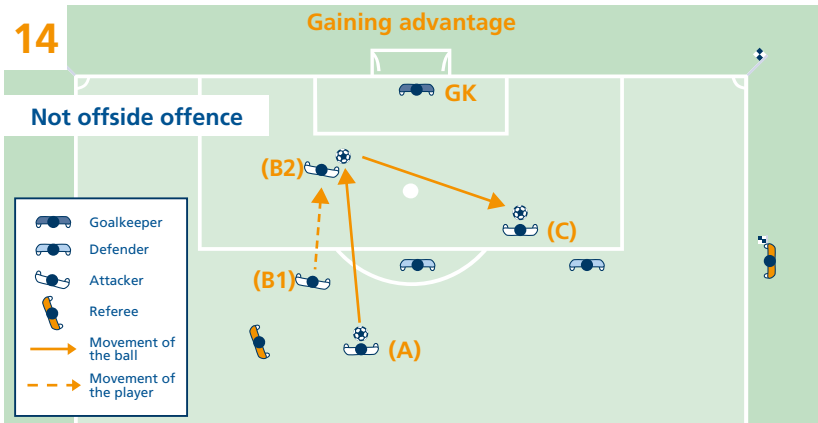 14
Gaining advantage
GK
Not offside offence
(B2)
(C)
(B1)
(A)
Goalkeeper
Defender
Attacker
Referee
Movement of
the ball
Movement of
the player